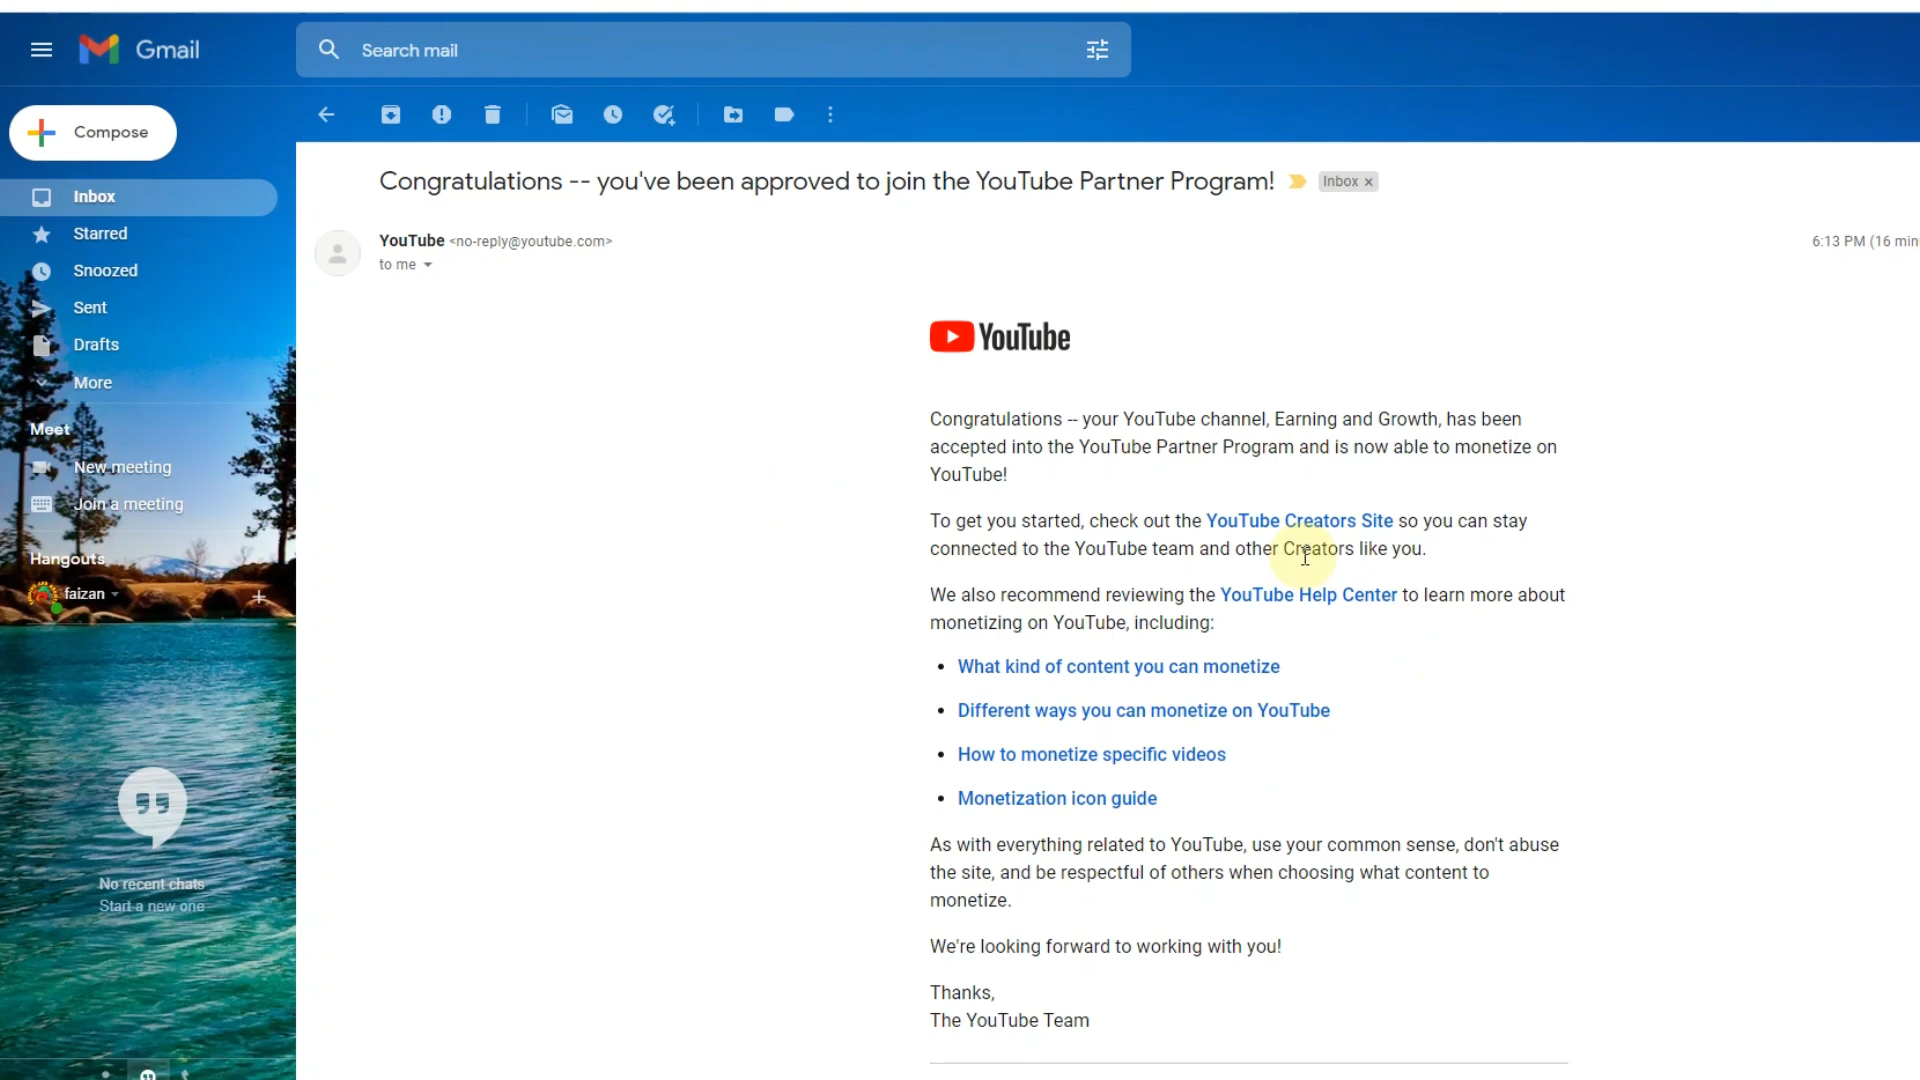 Gmail
Search mail
Compose
Inbox
Starred
Snoozed
Sent
Drafts
More
Meet
New meeting
Join a meeting
Hangouts
faizan
No recent chats
Start a new one
Congratulations -- you've been approved to join the YouTube Partner Program!
Inbox ×
YouTube <no-reply@youtube.com>
6:13 PM (16 min
to me
YouTube
Congratulations -- your YouTube channel, Earning and Growth, has been
accepted into the YouTube Partner Program and is now able to monetize on
YouTube!
To get you started, check out the YouTube Creators Site so you can stay
connected to the YouTube team and other Creators like you.
We also recommend reviewing the YouTube Help Center to learn more about
monetizing on YouTube, including:
• What kind of content you can monetize
• Different ways you can monetize on YouTube
• How to monetize specific videos
• Monetization icon guide
As with everything related to YouTube, use your common sense, don't abuse
the site, and be respectful of others when choosing what content to
monetize.
We're looking forward to working with you!
Thanks,
The YouTube Team